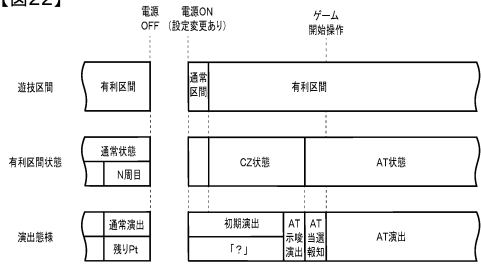 【図22】
電源
OFF
電源ON
(設定変更あり)
ゲーム
開始操作
遊技区間
有利区間
通常
区間
有利区間
有利区間状態
通常状態
N周目
CZ状態
AT状態
演出態様
通常演出
残りPt
初期演出
「?」
AT
示唆
演出
AT
当選
報知
AT演出